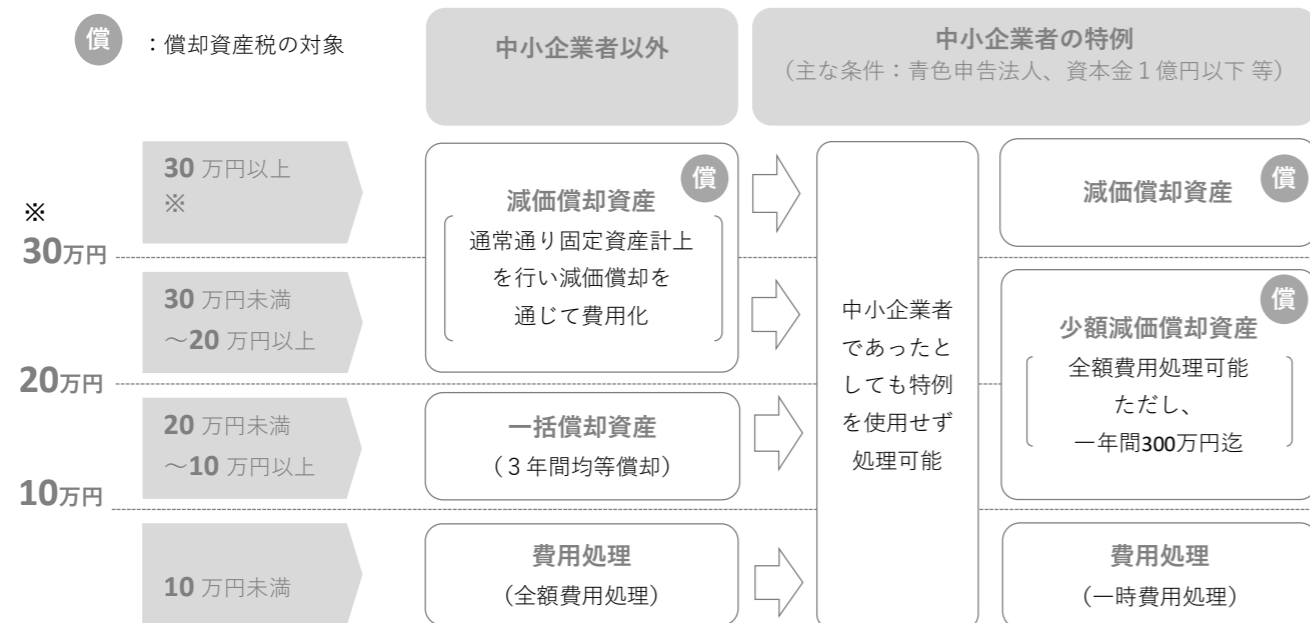 償
：償却資産税の対象
中小企業者以外
中小企業者の特例
（主な条件：青色申告法人、資本金１億円以下 等）
30 万円以上
※
※
30万円
減価償却資産
償
通常通り固定資産計上
を行い減価償却を
通じて費用化
減価償却資産
償
30 万円未満
～20 万円以上
20万円
中小企業者
であったと
しても特例
を使用せず
処理可能
少額減価償却資産
償
全額費用処理可能
ただし、
一年間300万円迄
20 万円未満
～10 万円以上
10万円
一括償却資産
（３年間均等償却）
10 万円未満
費用処理
（全額費用処理）
費用処理
（一時費用処理）